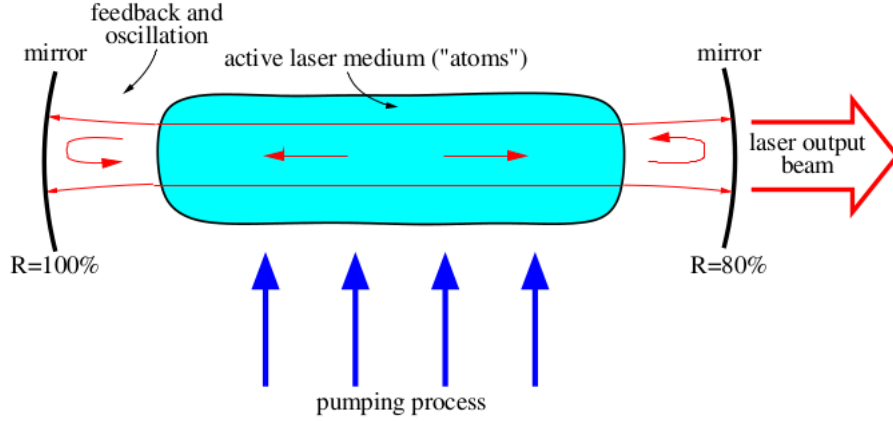 feedback and
oscillation
mirror
active laser medium ("atoms")
mirror
laser output
beam
R=100%
R=80%
pumping process